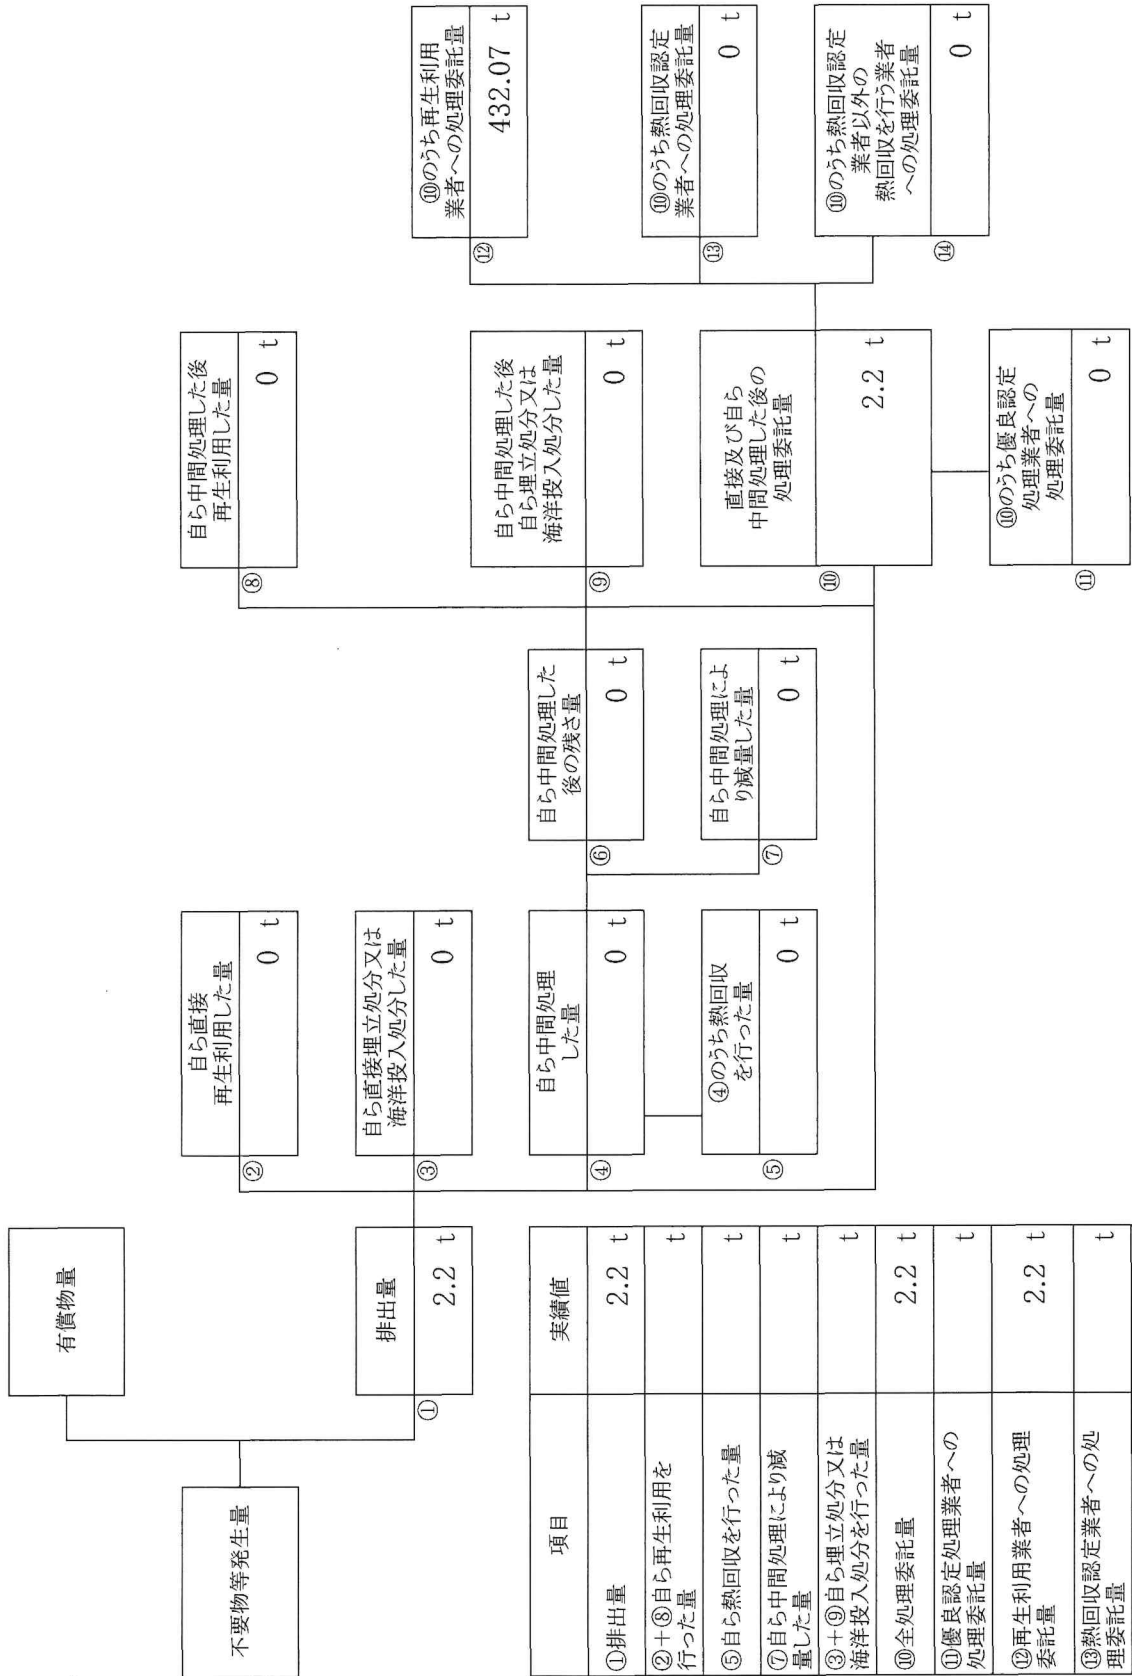 不要物等発生量
有償物量
排出量
① 2.2 t
自ら直接
再生利用した量
② 0 t
自ら直接埋立処分又は
海洋投入処分した量
③ 0 t
自ら中間処理
した量
④ 0 t
④のうち熱回収
を行った量
⑤ 0 t
自ら中間処理した
後の残さ量
⑥ 0 t
自ら中間処理によ
り減量した量
⑦ 0 t
自ら中間処理した後
再生利用した量
⑧ 0 t
自ら中間処理した後
自ら埋立処分又は
海洋投入処分した量
⑨ 0 t
直接及び自ら
中間処理した後の
処理委託量
⑩ 2.2 t
⑩のうち優良認定
処理業者への
処理委託量
⑪ 0 t
⑩のうち再生利用
業者への処理委託量
⑫ 432.07 t
⑩のうち熱回収認定
業者への処理委託量
⑬ 0 t
⑩のうち熱回収認定
業者以外の
熱回収を行う業者
への処理委託量
⑭ 0 t
項目 実績値
①排出量 2.2 t
②+⑧自ら再生利用を
行った量 t
⑤自ら熱回収を行った量 t
⑦自ら中間処理により減
量した量 t
③+⑨自ら埋立処分又は
海洋投入処分を行った量 t
⑩全処理委託量 2.2 t
⑪優良認定処理業者への
処理委託量 t
⑫再生利用業者への処理
委託量 2.2 t
⑬熱回収認定業者への処
理委託量 t